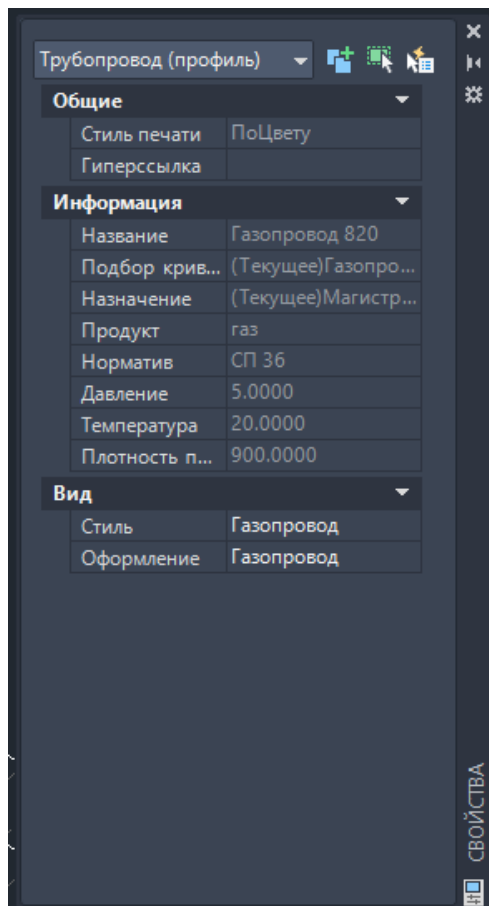 Трубопровод (профиль)
Общие
Стиль печати ПоЦвету
Гиперссылка
Информация
Название Газопровод 820
Подбор крив... (Текущее)Газопро...
Назначение (Текущее)Магистр...
Продукт газ
Норматив СП 36
Давление 5.0000
Температура 20.0000
Плотность п... 900.0000
Вид
Стиль Газопровод
Оформление Газопровод
СВОЙСТВА